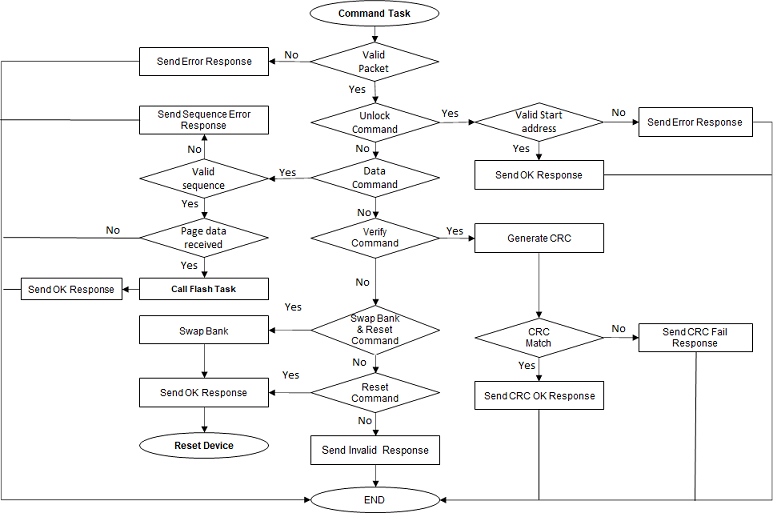 Command Task
Valid
Packet
No
Send Error Response
Yes
Send Sequence Error
Response
Unlock
Command
Yes
Valid Start
address
No
Send Error Response
No
No
Yes
Valid
sequence
Yes
Data
Command
Send OK Response
Yes
No
No
Page data
received
Verify
Command
Yes
Generate CRC
Yes
Send OK Response
Call Flash Task
No
Yes
Swap Bank
Swap Bank
& Reset
Command
CRC
Match
No
Send CRC Fail
Response
No
Yes
Yes
Send OK Response
Reset
Command
Send CRC OK Response
No
Reset Device
Send Invalid Response
END